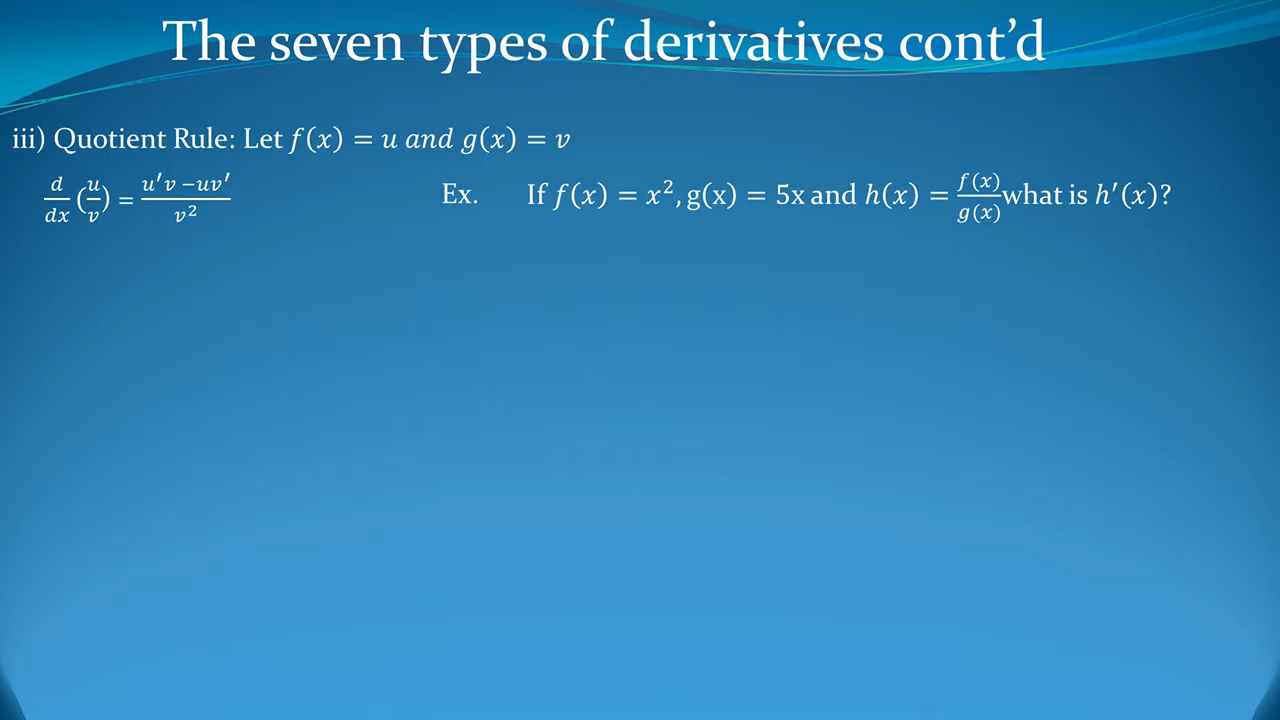 The seven types of derivatives cont’d
iii) Quotient Rule: Let 𝑓(𝑥) = 𝑢 𝑎𝑛𝑑 𝑔(𝑥) = 𝑣
𝑑/𝑑𝑥 (𝑢/𝑣) = 𝑢′𝑣 −𝑢𝑣′/𝑣² Ex. If 𝑓(𝑥) = 𝑥², g(x) = 5x and ℎ(𝑥) = 𝑓(𝑥)/𝑔(𝑥) what is ℎ′(𝑥)?